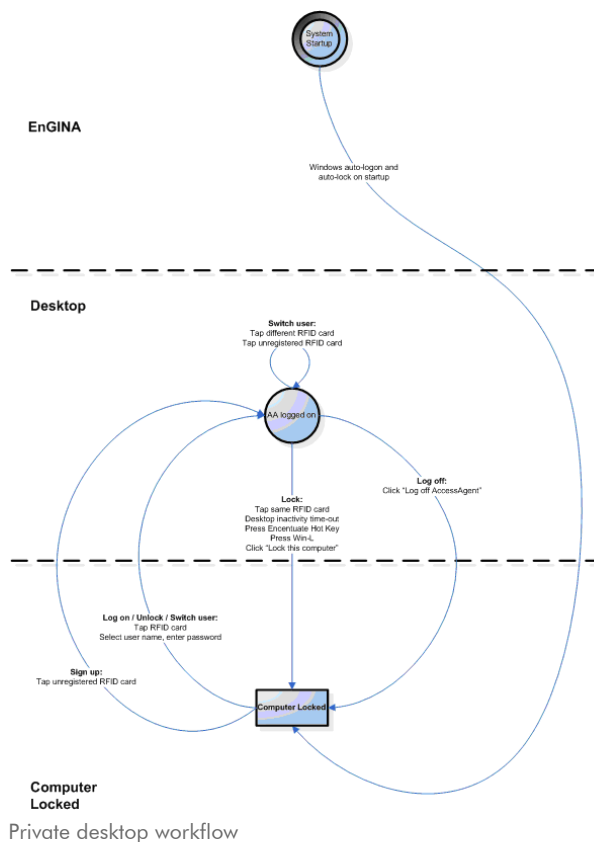 System
Startup
EnGINA
Windows auto-logon and
auto-lock on startup
Desktop
Switch user:
Tap different RFID card
Tap unregistered RFID card
AA logged on
Log off:
Click "Log off AccessAgent"
Lock:
Tap same RFID card
Desktop inactivity time-out
Press Encentuate Hot Key
Press Win-L
Click "Lock this computer"
Log on / Unlock / Switch user:
Tap RFID card
Select user name, enter password
Sign up:
Tap unregistered RFID card
Computer Locked
Computer
Locked
Private desktop workflow